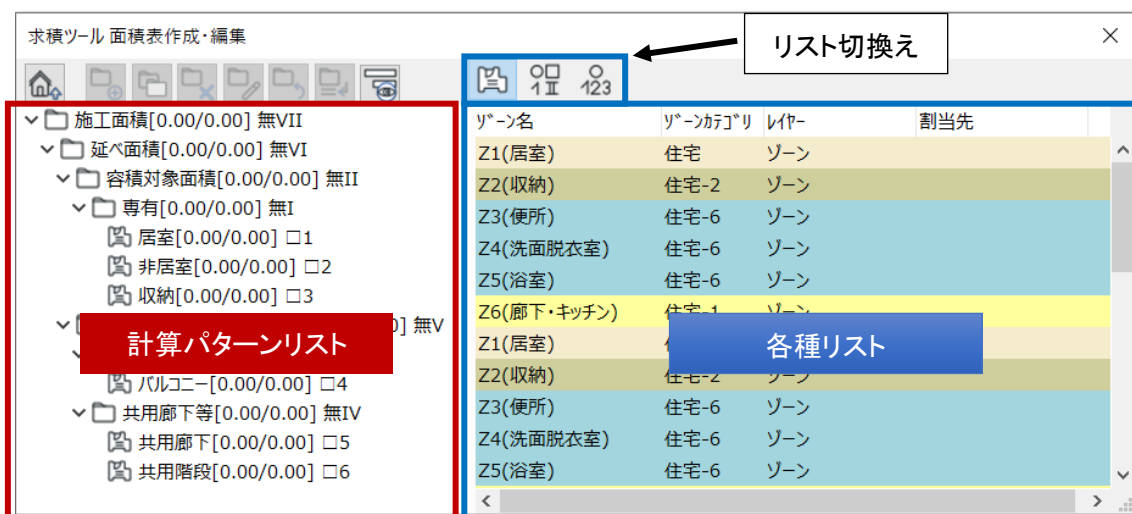 求積ツール 面積表作成・編集
リスト切換え
施工面積[0.00/0.00] 無VII
延べ面積[0.00/0.00] 無VI
容積対象面積[0.00/0.00] 無II
専有[0.00/0.00] 無I
居室[0.00/0.00] □1
非居室[0.00/0.00] □2
収納[0.00/0.00] □3
0] 無V
計算パターンリスト
バルコニー[0.00/0.00] □4
共用廊下等[0.00/0.00] 無IV
共用廊下[0.00/0.00] □5
共用階段[0.00/0.00] □6
ｿﾞｰﾝ名 ｿﾞｰﾝｶﾃｺﾞﾘ ﾚｲﾔｰ 割当先
Z1(居室) 住宅 ゾーン
Z2(収納) 住宅-2 ゾーン
Z3(便所) 住宅-6 ゾーン
Z4(洗面脱衣室) 住宅-6 ゾーン
Z5(浴室) 住宅-6 ゾーン
Z6(廊下・キッチン) 住宅-1 ゾーン
Z1(居室)
各種リスト
Z2(収納) 住宅-2 ゾーン
Z3(便所) 住宅-6 ゾーン
Z4(洗面脱衣室) 住宅-6 ゾーン
Z5(浴室) 住宅-6 ゾーン